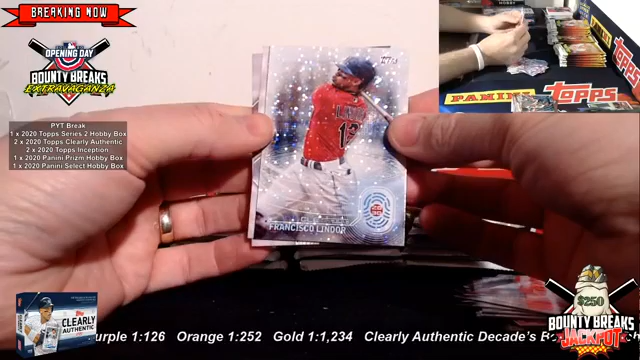 BREAKING NOW
OPENING DAY
BOUNTY BREAKS
EXTRAVAGANZA
PYT Break
1 x 2020 Topps Series 2 Hobby Box
2 x 2020 Topps Clearly Authentic
2 x 2020 Topps Inception
1 x 2020 Panini Prizm Hobby Box
1 x 2020 Panini Select Hobby Box
LINDOR
12
FRANCISCO LINDOR
HOBBY
PANINI
topps
CLEARLY
AUTHENTIC
$250
BOUNTY BREAKS
JACKPOT
urple 1:126 Orange 1:252 Gold 1:1,234 Clearly Authentic Decade's